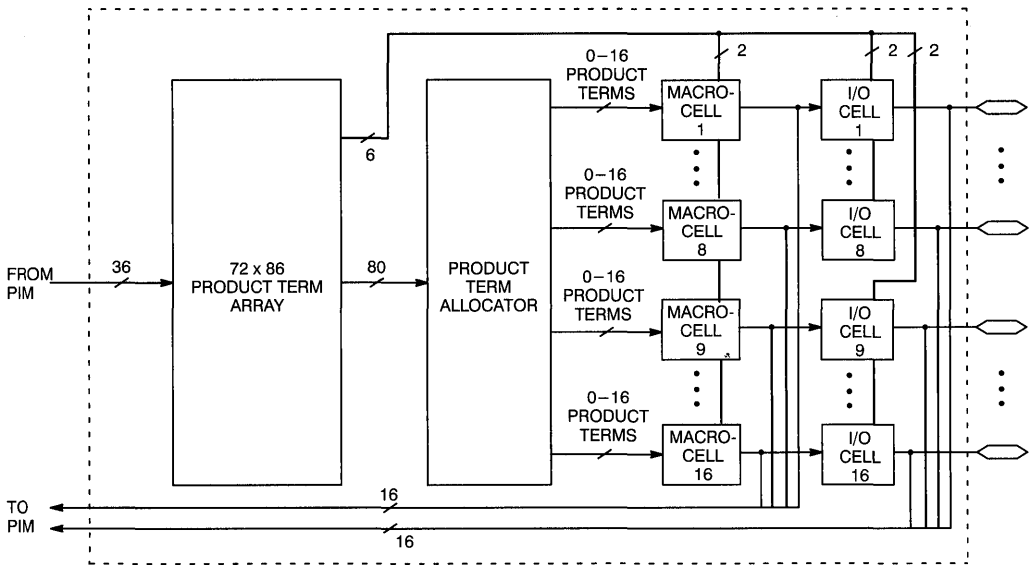 0–16
PRODUCT
TERMS
2
2
2
MACRO-
CELL
1
I/O
CELL
1
6
0–16
PRODUCT
TERMS
MACRO-
CELL
8
I/O
CELL
8
FROM
PIM
36
72 x 86
PRODUCT TERM
ARRAY
80
PRODUCT
TERM
ALLOCATOR
0–16
PRODUCT
TERMS
MACRO-
CELL
9
I/O
CELL
9
0–16
PRODUCT
TERMS
MACRO-
CELL
16
I/O
CELL
16
TO
PIM
16
16